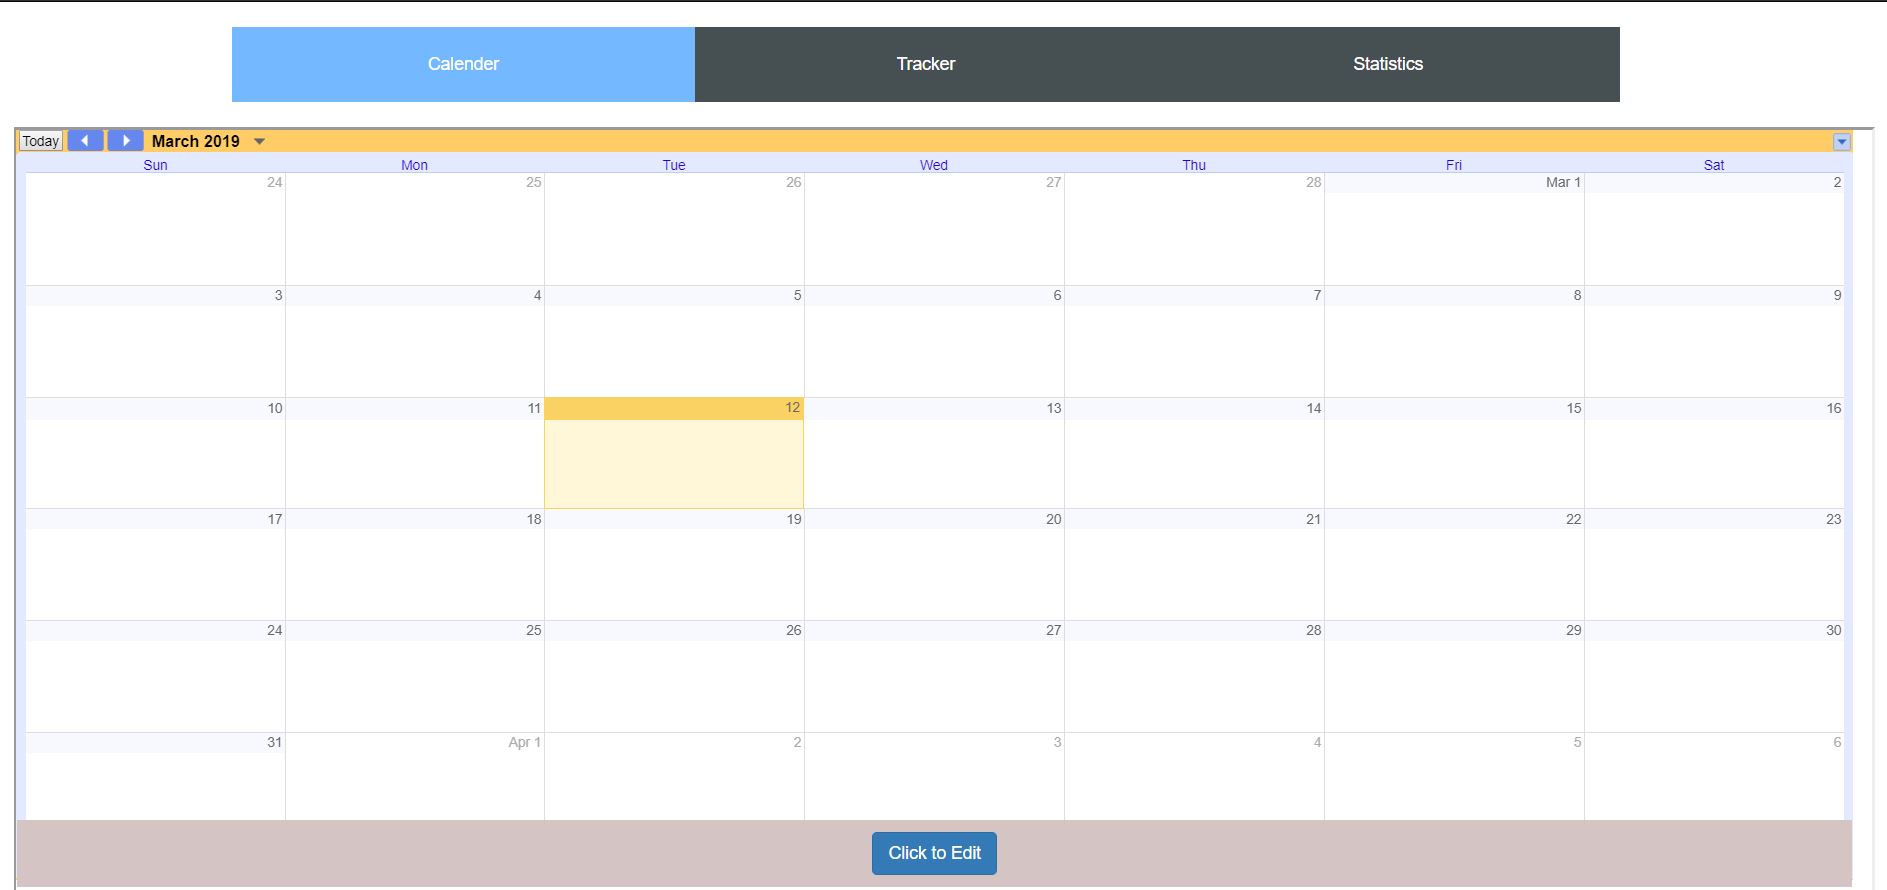 Calender Tracker Statistics
Today March 2019
Sun Mon Tue Wed Thu Fri Sat
24 25 26 27 28 Mar 1 2
3 4 5 6 7 8 9
10 11 12 13 14 15 16
17 18 19 20 21 22 23
24 25 26 27 28 29 30
31 Apr 1 2 3 4 5 6
Click to Edit